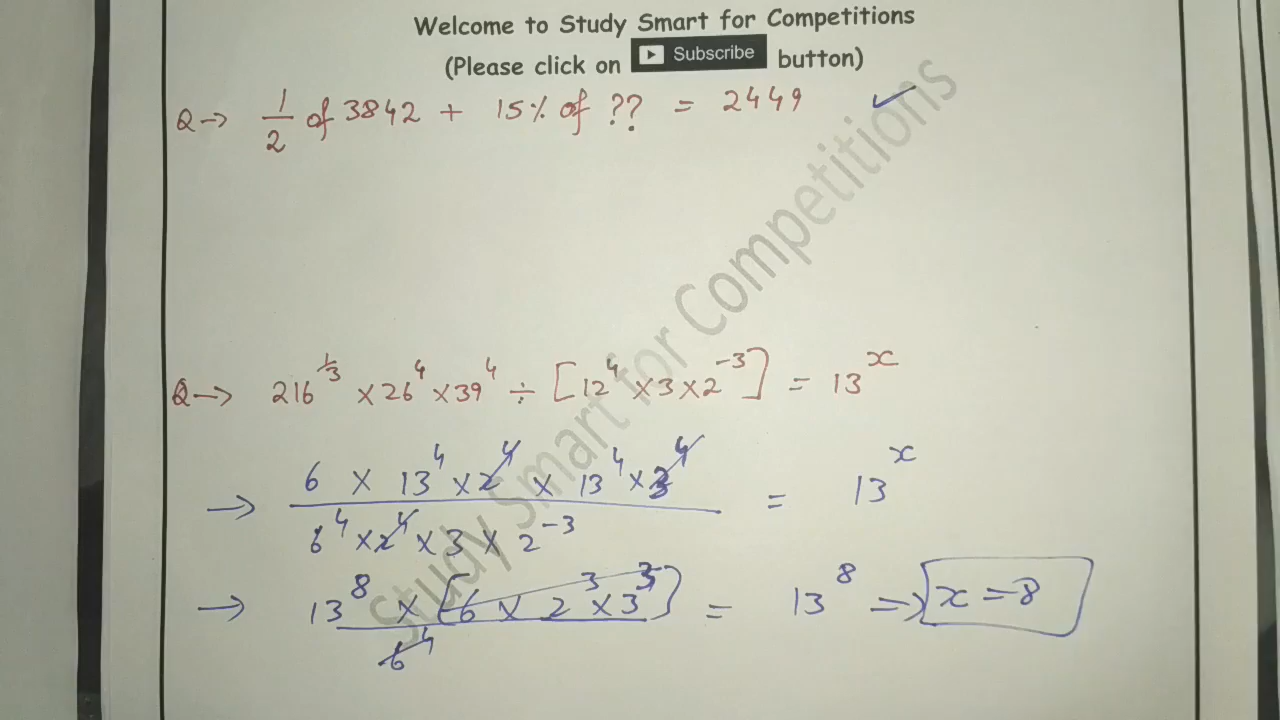 Welcome to Study Smart for Competitions
(Please click on Subscribe button)
Q→ 1/2 of 3842 + 15% of ?? = 2449 ✓
Study Smart for Competitions
Q→ 216^1/3 × 26^4 × 39^4 ÷ [12^4 × 3 × 2^-3] = 13^x
→ 6 × 13^4 × 2^4 × 13^4 × 3^4 / 6^4 × 2^4 × 3 × 2^-3 = 13^x
→ 13^8 × [6 × 2^3 × 3^3] / 6^4 = 13^8 => x = 8